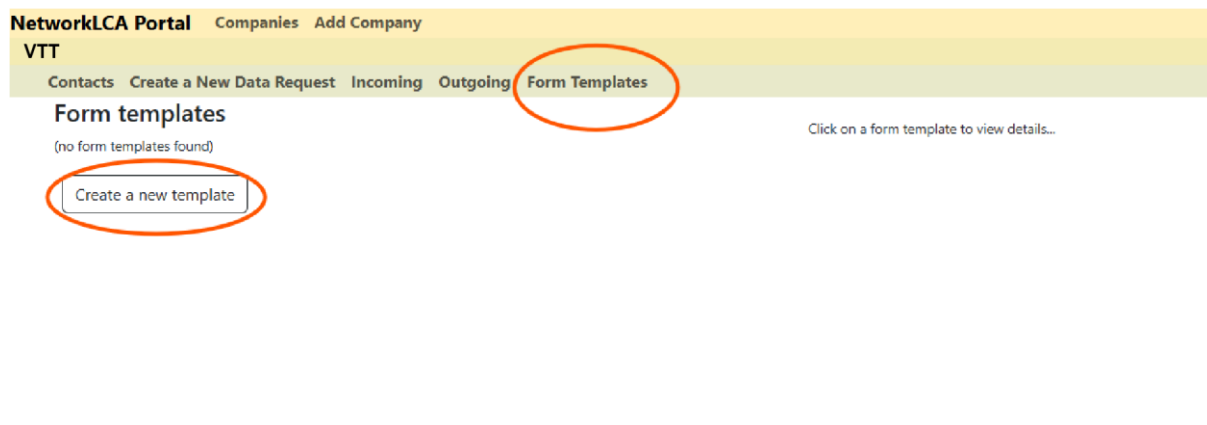 NetworkLCA Portal Companies Add Company
VTT
Contacts Create a New Data Request Incoming Outgoing Form Templates
Form templates
Click on a form template to view details...
(no form templates found)
Create a new template